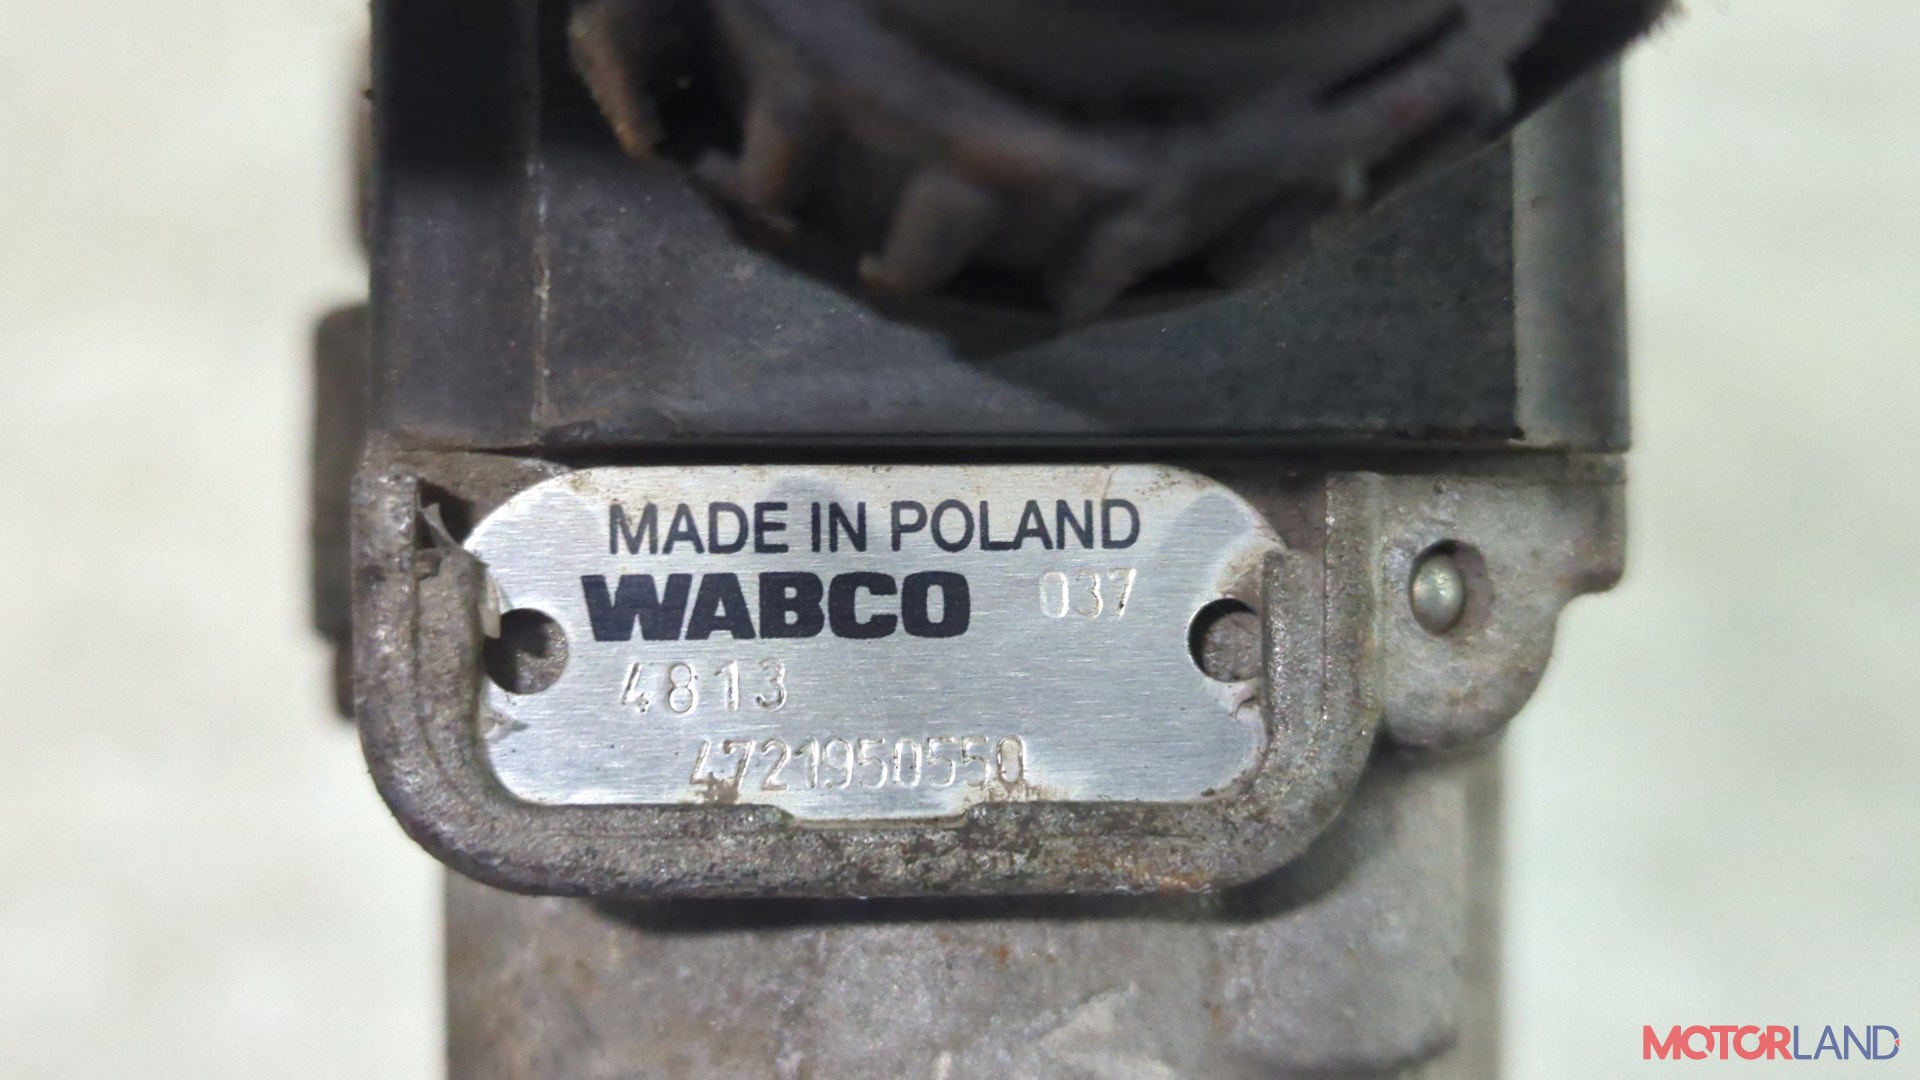 MADE IN POLAND
WABCO 037
4813
4721950550
MOTORLAND